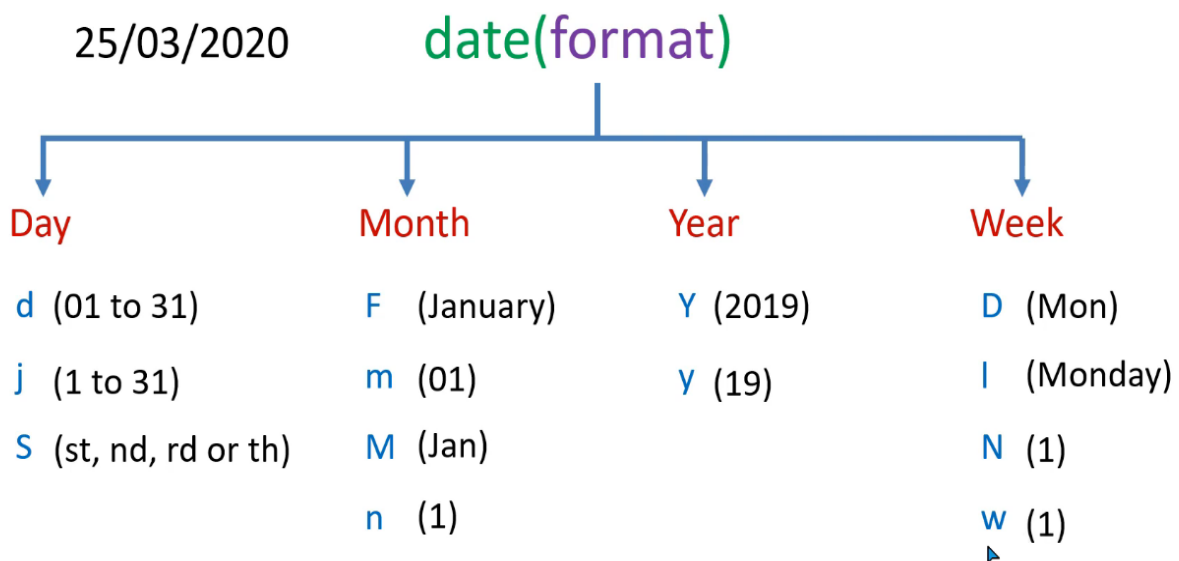 25/03/2020 date(format)
Day Month Year Week
d (01 to 31) F (January) Y (2019) D (Mon)
j (1 to 31) m (01) y (19) l (Monday)
S (st, nd, rd or th) M (Jan) N (1)
n (1) w (1)